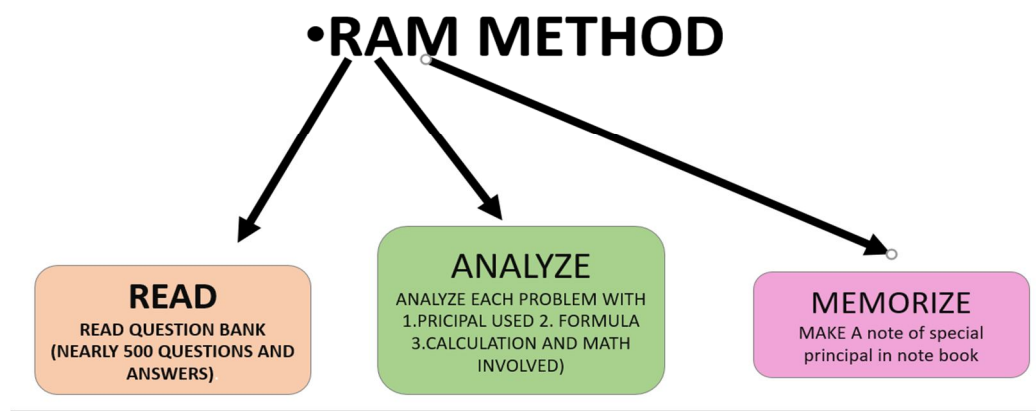 •RAM METHOD
READ
READ QUESTION BANK
(NEARLY 500 QUESTIONS AND
ANSWERS)
ANALYZE
ANALYZE EACH PROBLEM WITH
1.PRICIPAL USED 2. FORMULA
3.CALCULATION AND MATH
INVOLVED)
MEMORIZE
MAKE A note of special
principal in note book